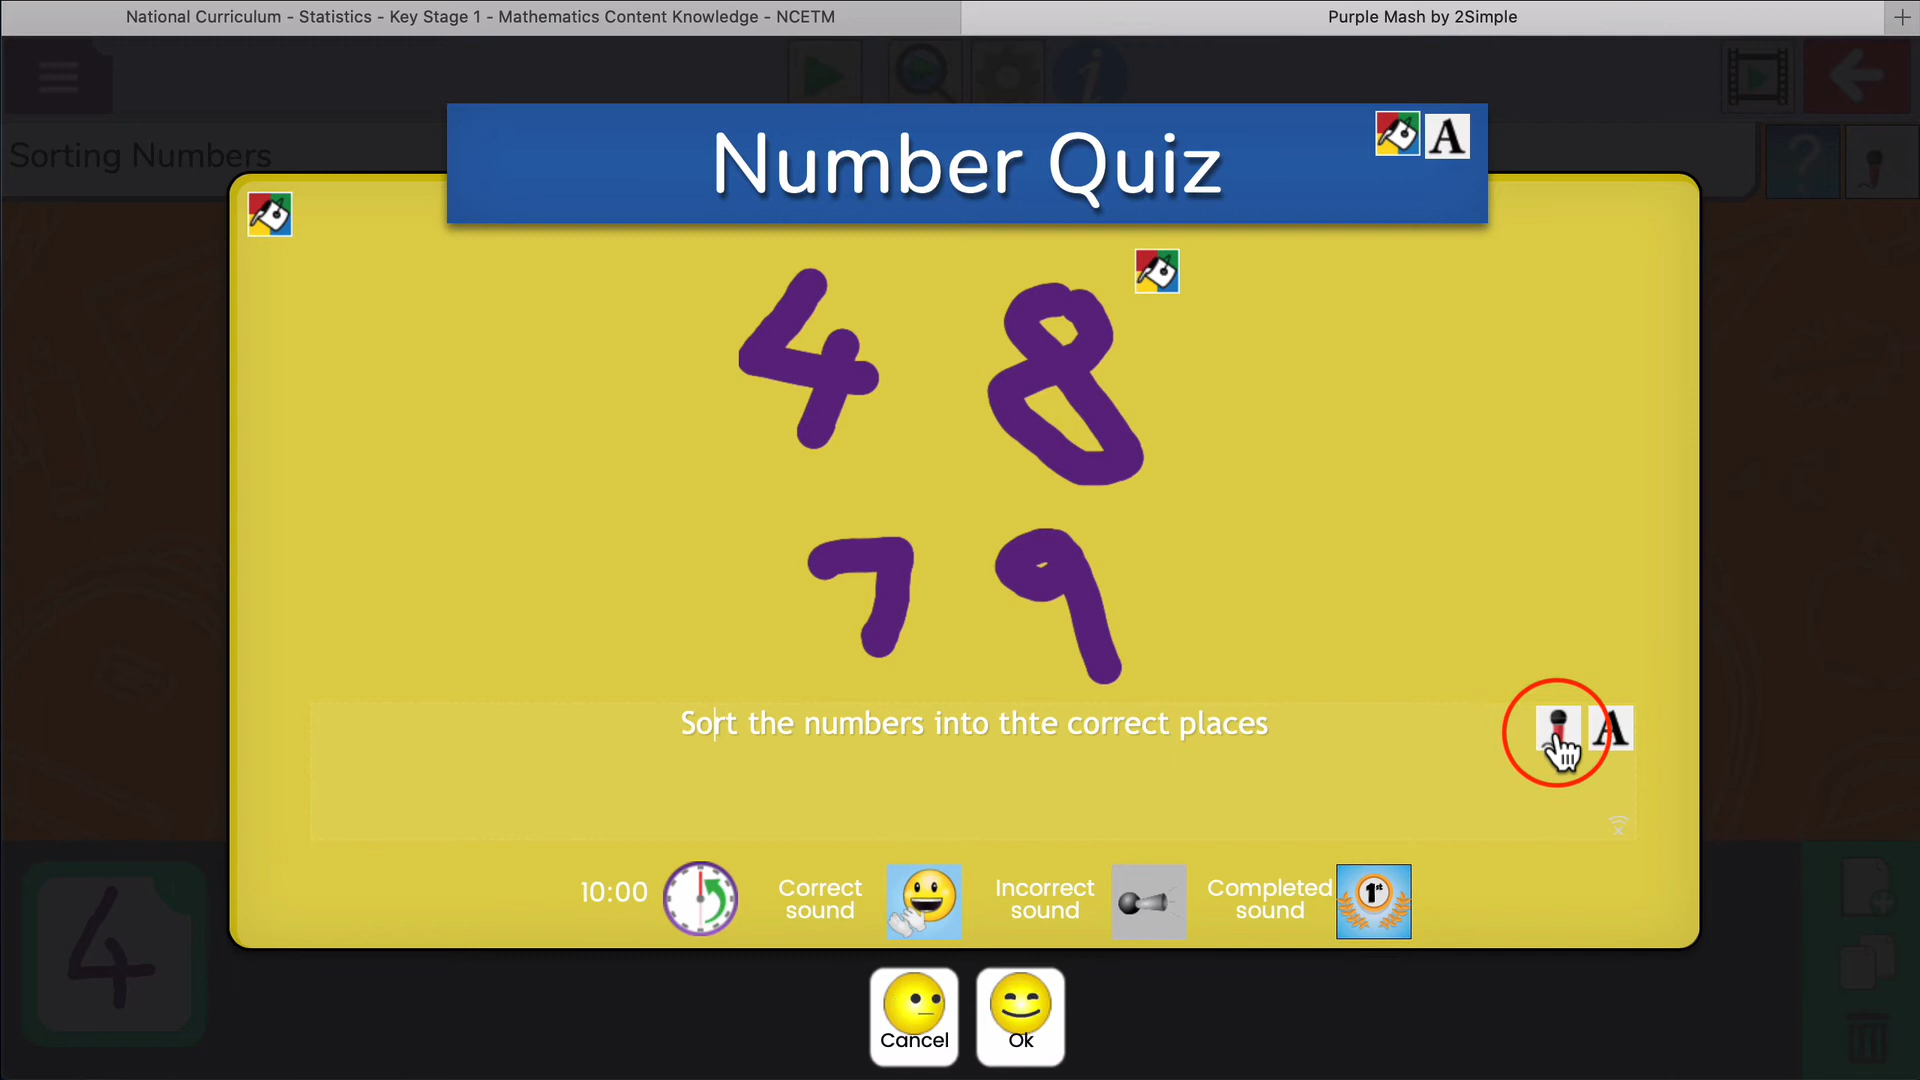 National Curriculum - Statistics - Key Stage 1 - Mathematics Content Knowledge - NCETM
Purple Mash by 2Simple
Sorting Numbers
?
i
Number Quiz
A
4 8
7 9
Sort the numbers into thte correct places
A
10:00
Correct
sound
Incorrect
sound
Completed
sound
1st
4
Cancel
Ok